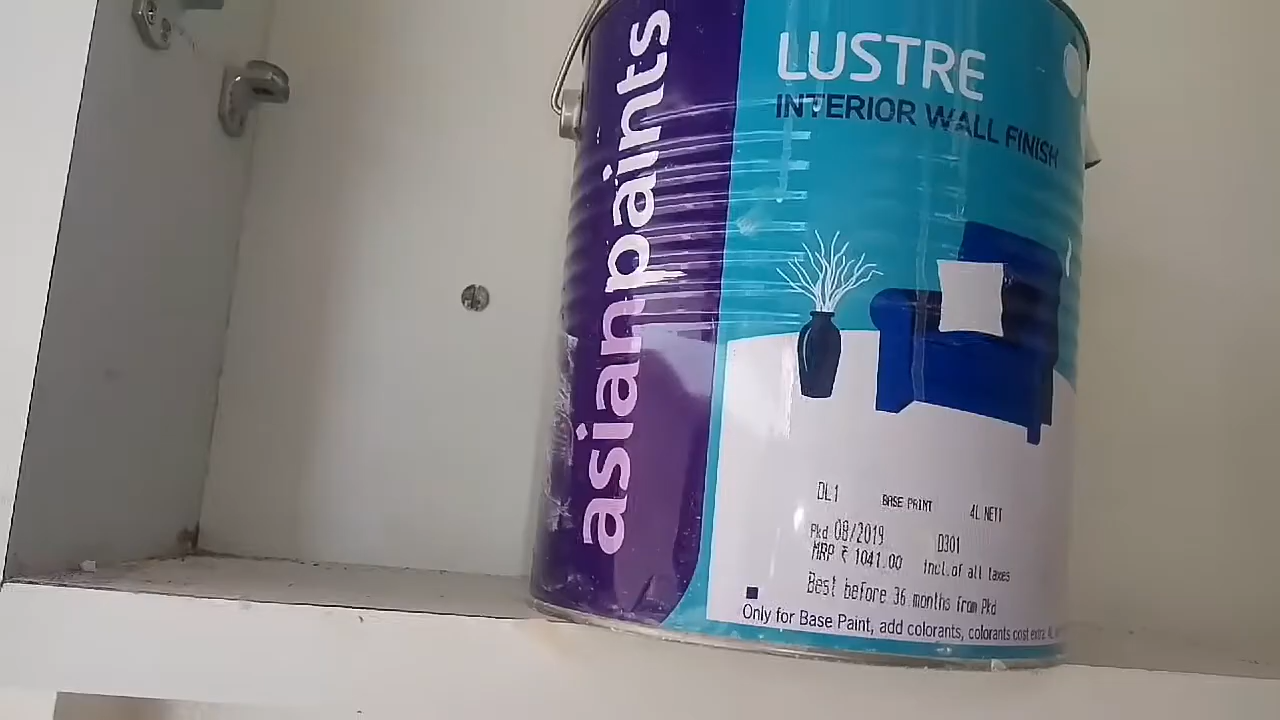 asianpaints
LUSTRE
INTERIOR WALL FINISH
DL1 BASE PAINT 4L NETT
Pkd 08/2019 D301
MRP ₹ 1041.00 incl.of all taxes
Best before 36 months from Pkd
Only for Base Paint, add colorants, colorants cost extra.